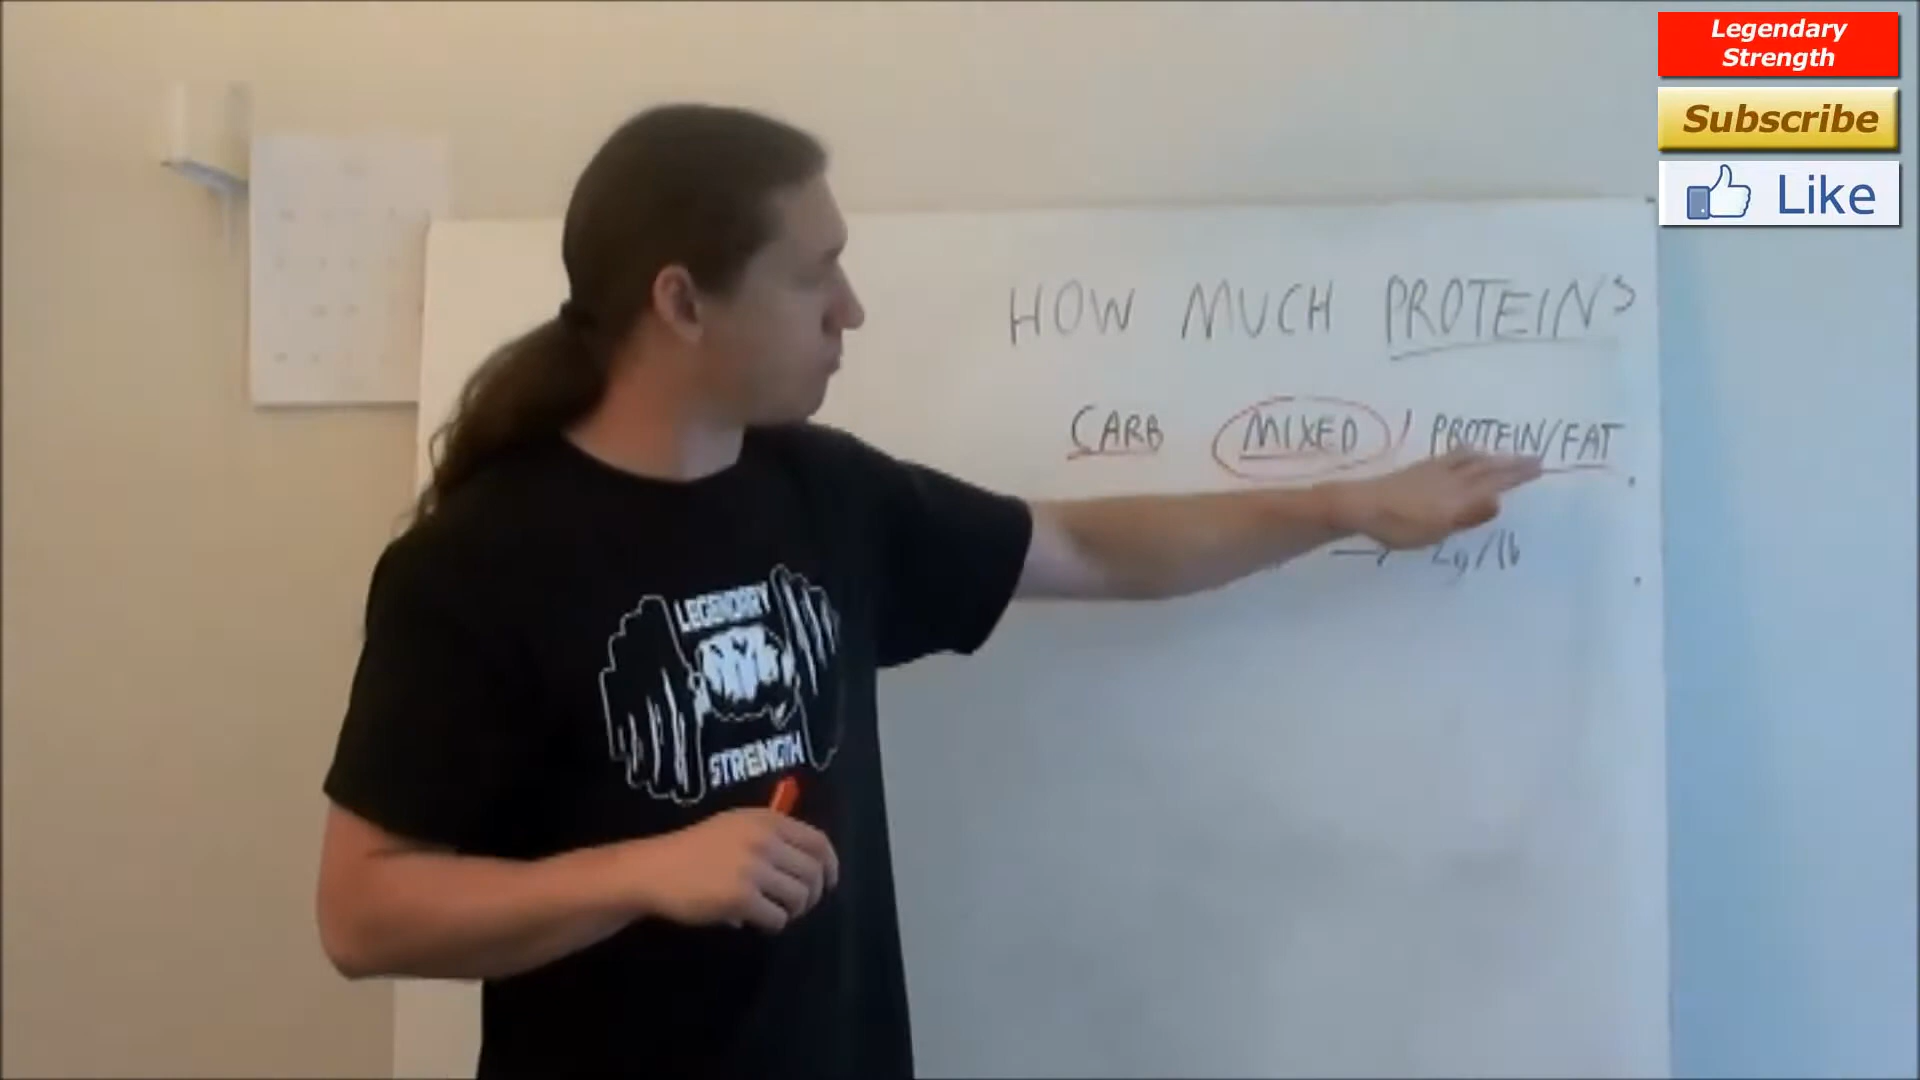 Legendary
Strength
Subscribe
Like
HOW MUCH PROTEIN?
CARB MIXED / PROTEIN/FAT
→ 2g/lb
LEGENDARY
STRENGTH